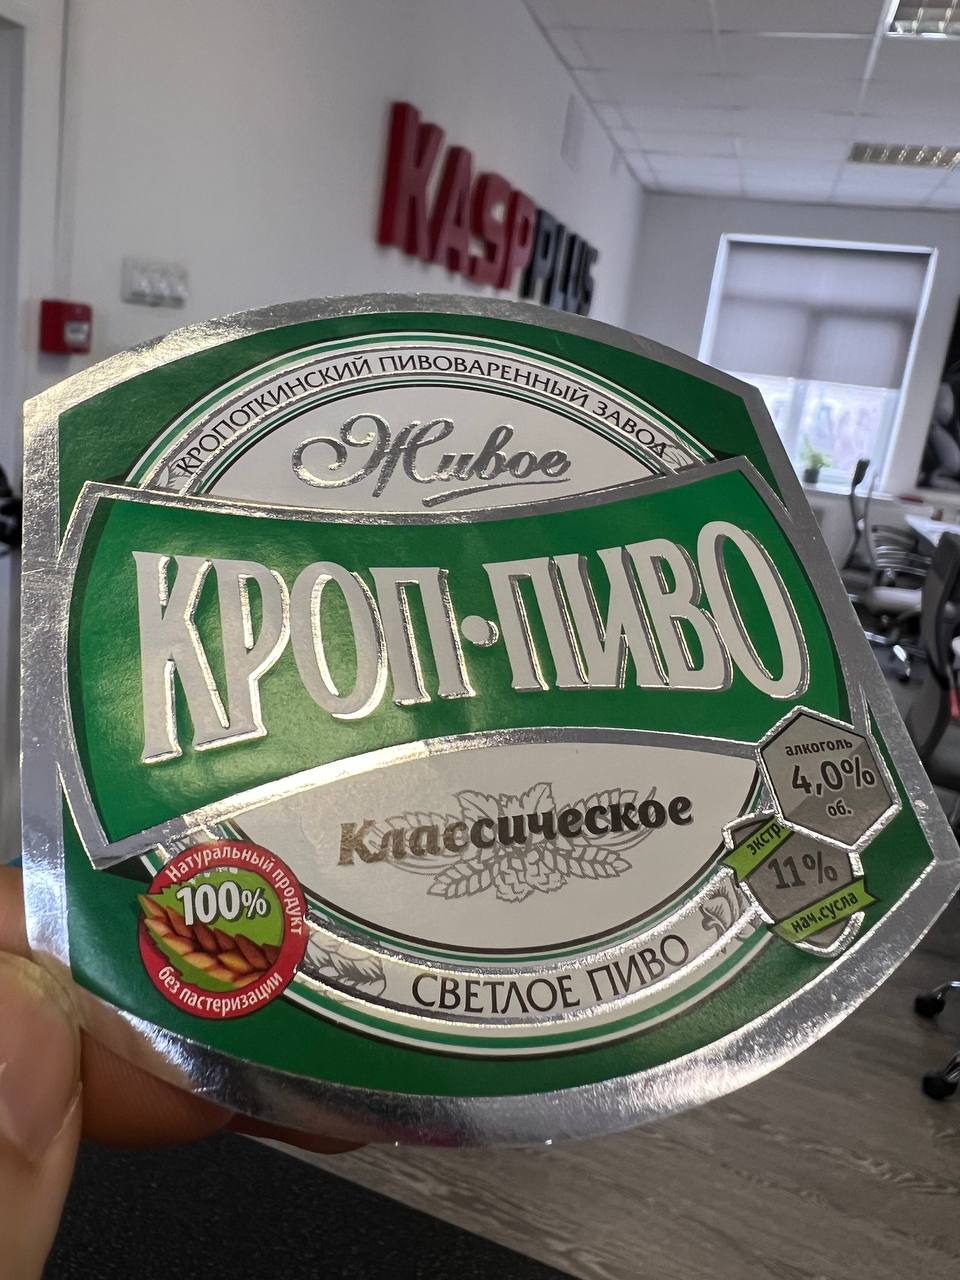 KASPPLUS
КРОПОТКИНСКИЙ ПИВОВАРЕННЫЙ ЗАВОД
Живое
КРОП·ПИВО
алкоголь
4,0%
об.
Классическое
экстр.
11%
нач.сусла
Натуральный продукт
100%
без пастеризации
СВЕТЛОЕ ПИВО